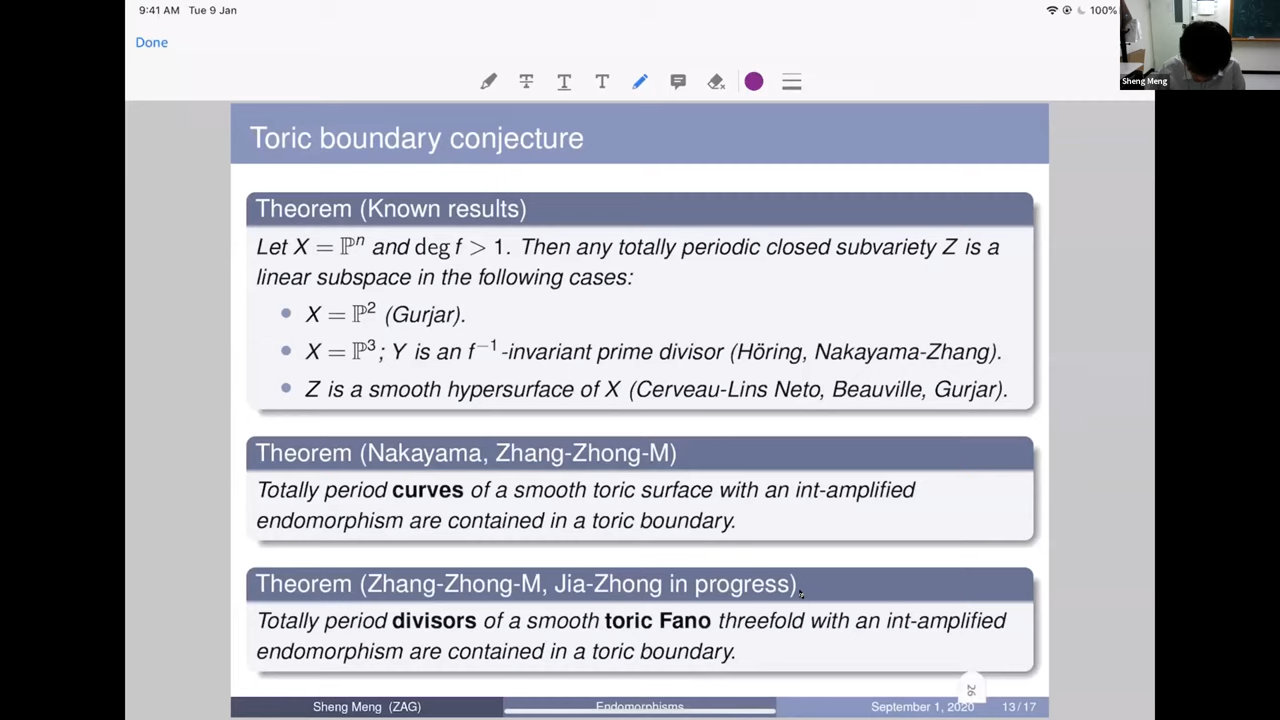 9:41 AM Tue 9 Jan
100%
Done
Sheng Meng
Toric boundary conjecture
Theorem (Known results)
Let X = ℙⁿ and deg f > 1. Then any totally periodic closed subvariety Z is a
linear subspace in the following cases:
• X = ℙ² (Gurjar).
• X = ℙ³; Y is an f⁻¹-invariant prime divisor (Höring, Nakayama-Zhang).
• Z is a smooth hypersurface of X (Cerveau-Lins Neto, Beauville, Gurjar).
Theorem (Nakayama, Zhang-Zhong-M)
Totally period curves of a smooth toric surface with an int-amplified
endomorphism are contained in a toric boundary.
Theorem (Zhang-Zhong-M, Jia-Zhong in progress)
Totally period divisors of a smooth toric Fano threefold with an int-amplified
endomorphism are contained in a toric boundary.
26
Sheng Meng (ZAG) Endomorphisms September 1, 2020 13 / 17